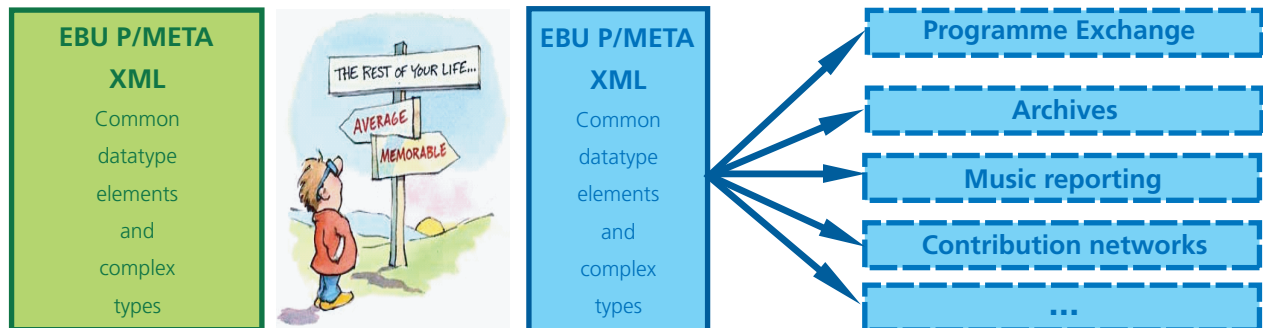 EBU P/META
XML
Common
datatype
elements
and
complex
types
THE REST OF YOUR LIFE...
AVERAGE
MEMORABLE
EBU P/META
XML
Common
datatype
elements
and
complex
types
Programme Exchange
Archives
Music reporting
Contribution networks
...